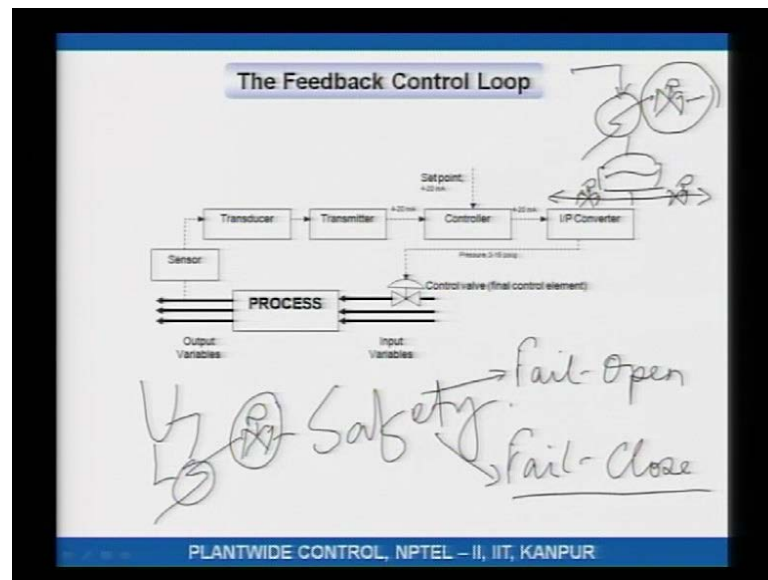 The Feedback Control Loop
Set point
4-20 mA
Transducer
Transmitter
4-20 mA
Controller
4-20 mA
I/P Converter
Sensor
Pressure 3-15 psig
Control valve (final control element)
PROCESS
Output
Variables
Input
Variables
Safety
Fail-Open
Fail-Close
PLANTWIDE CONTROL, NPTEL – II, IIT, KANPUR